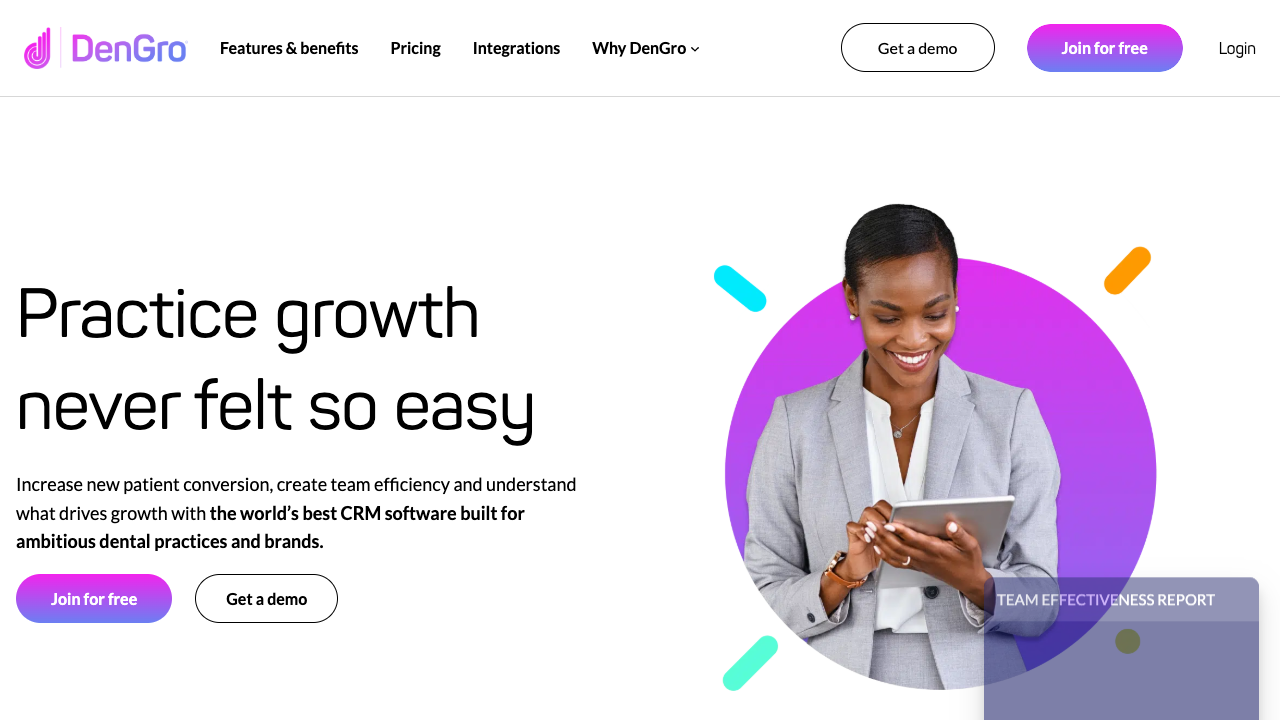 DenGro
Features & benefits
Pricing
Integrations
Why DenGro
Get a demo
Join for free
Login
Practice growth
never felt so easy
Increase new patient conversion, create team efficiency and understand
what drives growth with the world's best CRM software built for
ambitious dental practices and brands.
Join for free
Get a demo
TEAM EFFECTIVENESS REPORT